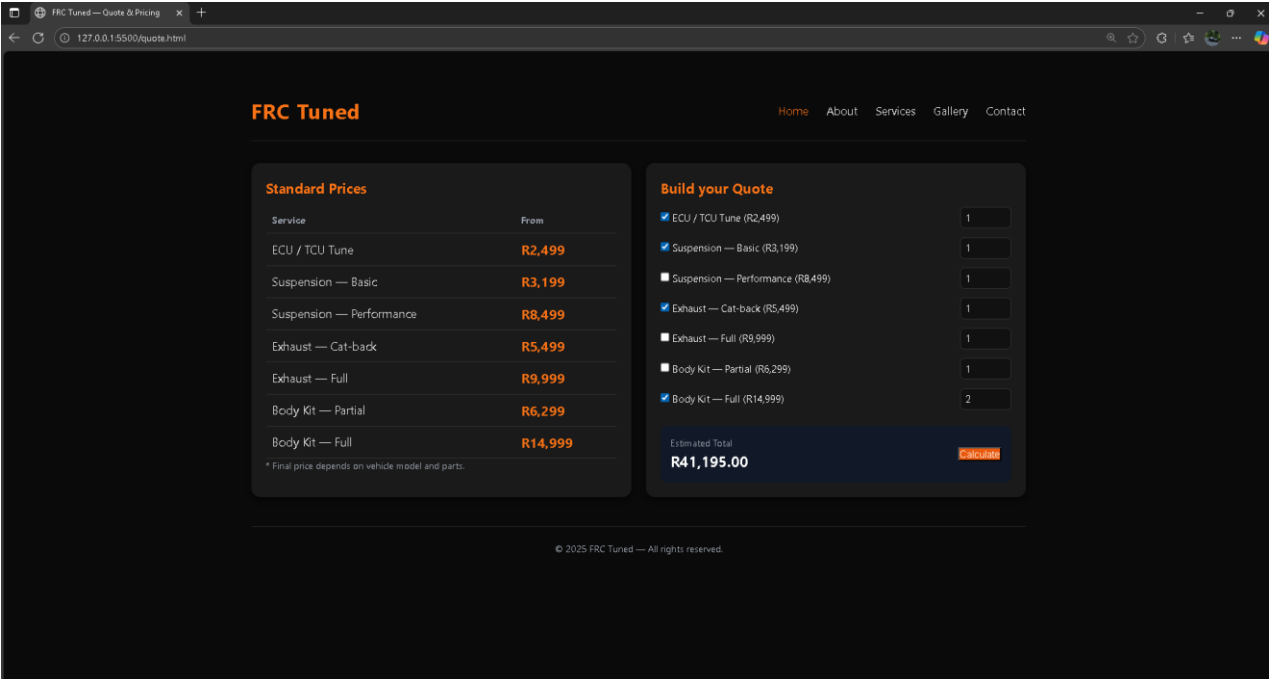 FRC Tuned — Quote & Pricing
127.0.0.1:5500/quote.html
FRC Tuned
Home About Services Gallery Contact
Standard Prices
Service From
ECU / TCU Tune R2,499
Suspension — Basic R3,199
Suspension — Performance R8,499
Exhaust — Cat-back R5,499
Exhaust — Full R9,999
Body Kit — Partial R6,299
Body Kit — Full R14,999
* Final price depends on vehicle model and parts.
Build your Quote
ECU / TCU Tune (R2,499) 1
Suspension — Basic (R3,199) 1
Suspension — Performance (R8,499) 1
Exhaust — Cat-back (R5,499) 1
Exhaust — Full (R9,999) 1
Body Kit — Partial (R6,299) 1
Body Kit — Full (R14,999) 2
Estimated Total
R41,195.00
Calculate
© 2025 FRC Tuned — All rights reserved.